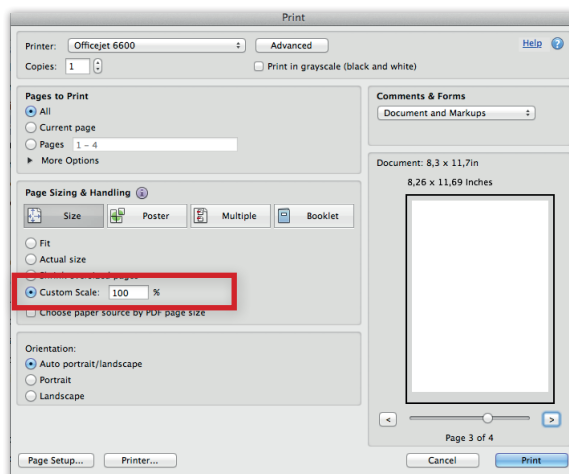 Print
Printer: Officejet 6600 Advanced Help ?
Copies: 1 Print in grayscale (black and white)
Pages to Print
All
Current page
Pages 1 – 4
More Options
Comments & Forms
Document and Markups
Page Sizing & Handling i
Size Poster Multiple Booklet
Fit
Actual size
Shrink oversized pages
Custom Scale: 100 %
Choose paper source by PDF page size
Orientation:
Auto portrait/landscape
Portrait
Landscape
Document: 8,3 x 11,7in
8,26 x 11,69 Inches
< >
Page 3 of 4
Page Setup... Printer... Cancel Print